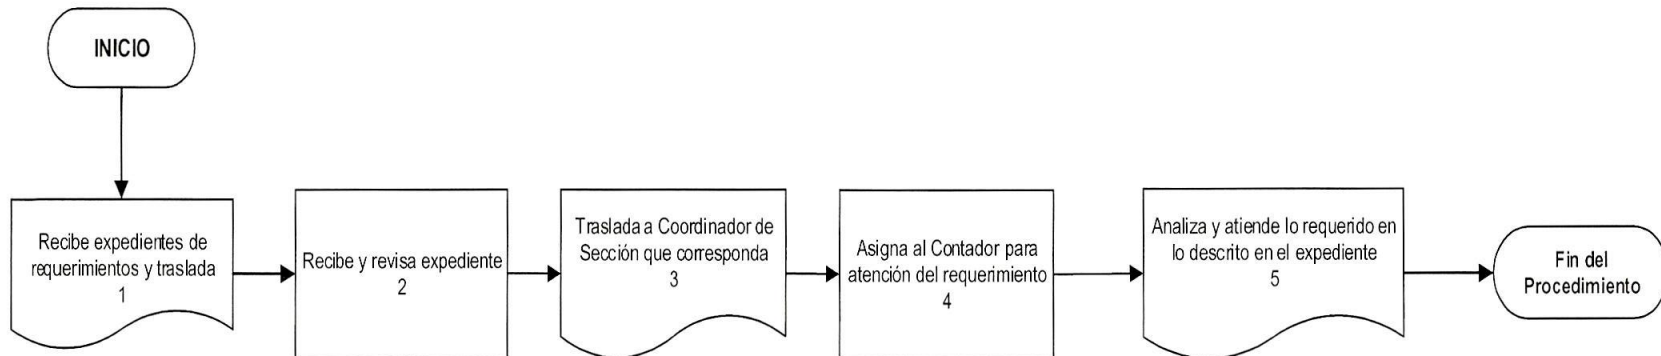 INICIO
Recibe expedientes de
requerimientos y traslada
1
Recibe y revisa expediente
2
Traslada a Coordinador de
Sección que corresponda
3
Asigna al Contador para
atención del requerimiento
4
Analiza y atiende lo requerido en
lo descrito en el expediente
5
Fin del
Procedimiento